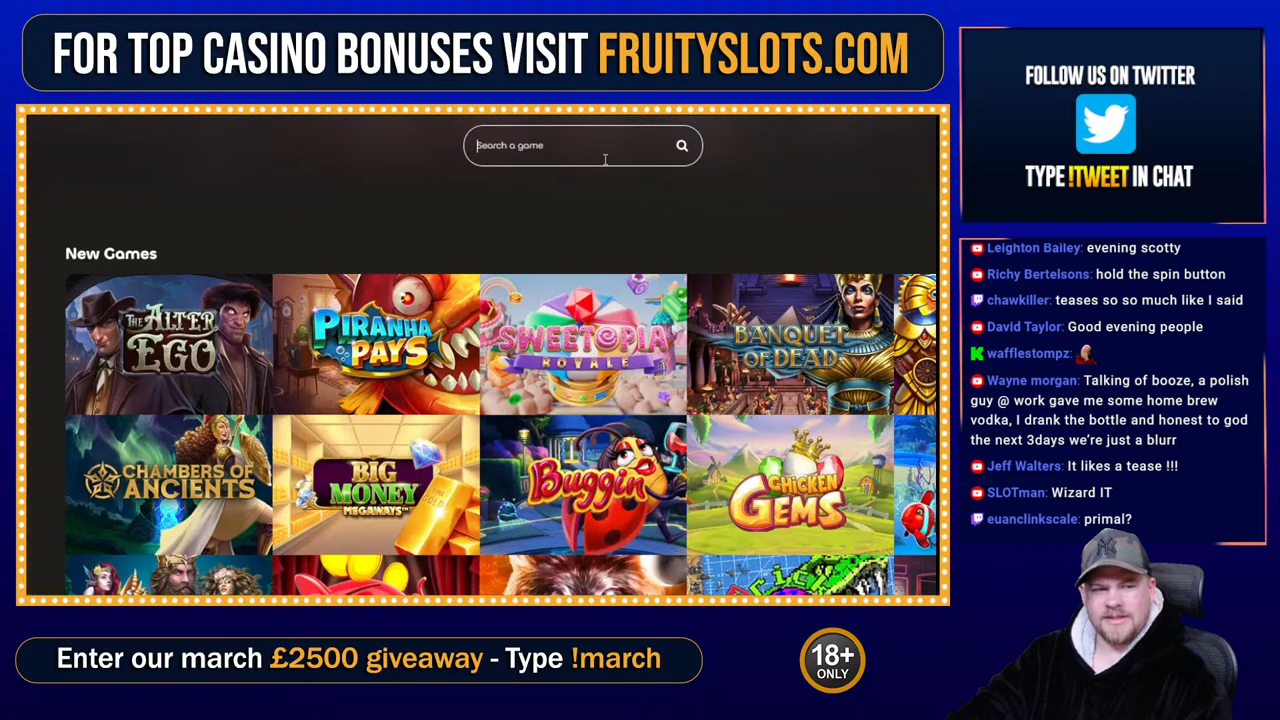 FOR TOP CASINO BONUSES VISIT FRUITYSLOTS.COM
FOLLOW US ON TWITTER
TYPE !TWEET IN CHAT
Search a game
New Games
THE ALTER EGO
PIRANHA PAYS
SWEETOPIA ROYALE
BANQUET OF DEAD
CHAMBERS OF ANCIENTS
BIG MONEY MEGAWAYS™
Buggin
CHICKEN GEMS
Leighton Bailey: evening scotty
Richy Bertelsons: hold the spin button
chawkiller: teases so so much like I said
David Taylor: Good evening people
wafflestompz:
Wayne morgan: Talking of booze, a polish
guy @ work gave me some home brew
vodka, I drank the bottle and honest to god
the next 3days we're just a blurr
Jeff Walters: It likes a tease !!!
SLOTman: Wizard IT
euanclinkscale: primal?
Enter our march £2500 giveaway - Type !march
18+
ONLY